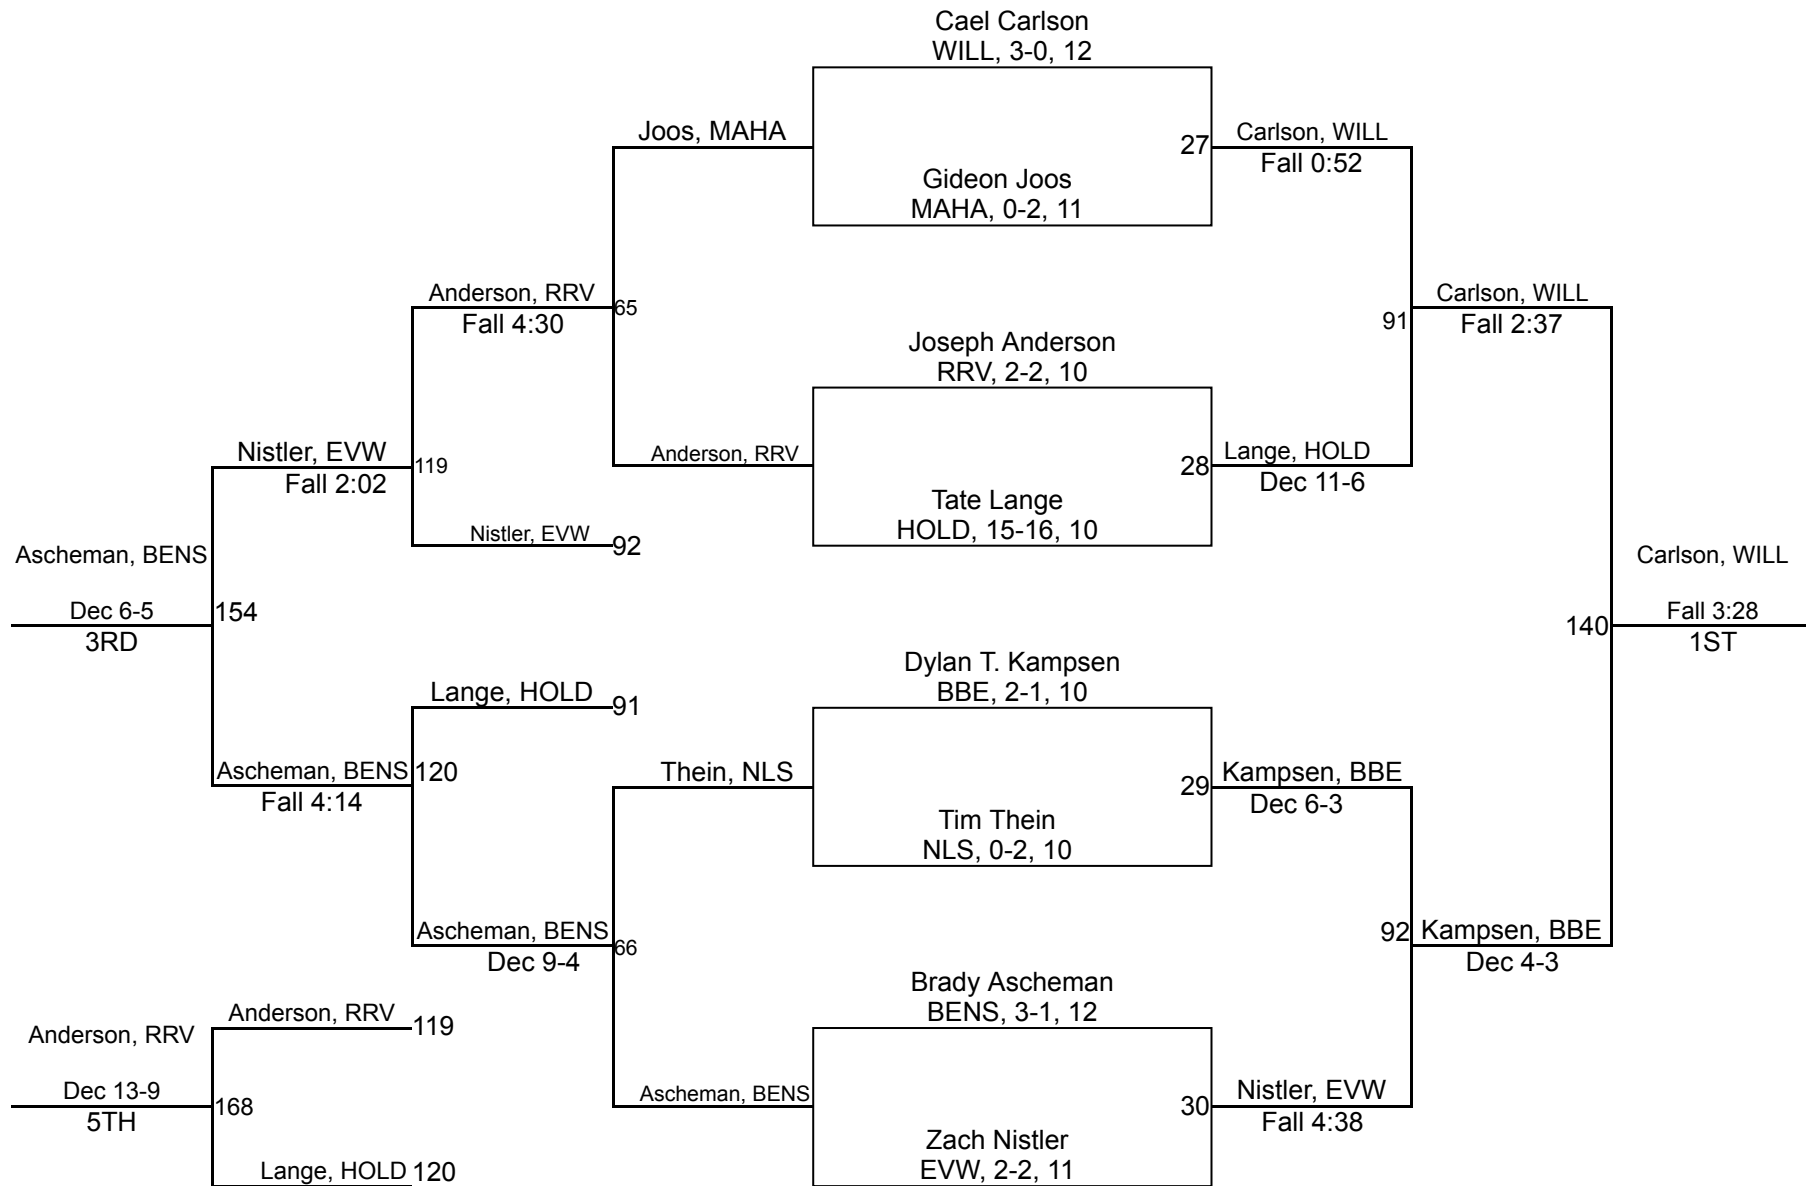 Cael Carlson
WILL, 3-0, 12
Joos, MAHA
27
Carlson, WILL
Fall 0:52
Gideon Joos
MAHA, 0-2, 11
Anderson, RRV
Fall 4:30
65
Carlson, WILL
Fall 2:37
91
Joseph Anderson
RRV, 2-2, 10
Nistler, EVW
Fall 2:02
119
Anderson, RRV
28
Lange, HOLD
Dec 11-6
Tate Lange
HOLD, 15-16, 10
Nistler, EVW
92
Ascheman, BENS
Dec 6-5
3RD
154
Carlson, WILL
140
Fall 3:28
1ST
Dylan T. Kampsen
BBE, 2-1, 10
Lange, HOLD
91
Ascheman, BENS
Fall 4:14
120
Thein, NLS
29
Kampsen, BBE
Dec 6-3
Tim Thein
NLS, 0-2, 10
Ascheman, BENS
Dec 9-4
66
92
Kampsen, BBE
Dec 4-3
Brady Ascheman
BENS, 3-1, 12
Anderson, RRV
119
Anderson, RRV
Dec 13-9
5TH
168
Ascheman, BENS
30
Nistler, EVW
Fall 4:38
Zach Nistler
EVW, 2-2, 11
Lange, HOLD
120